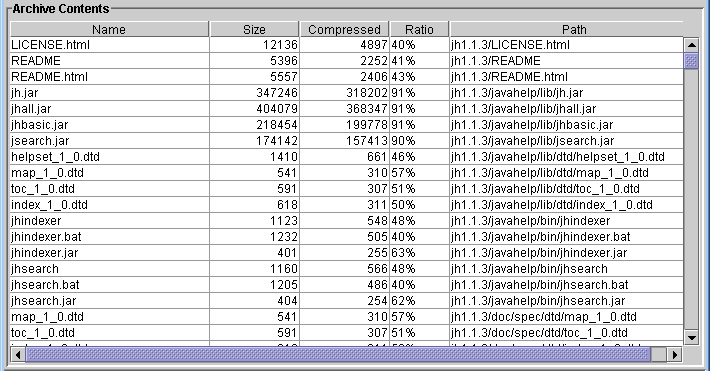 Archive Contents
Name Size Compressed Ratio Path
LICENSE.html 12136 4897 40% jh1.1.3/LICENSE.html
README 5396 2252 41% jh1.1.3/README
README.html 5557 2406 43% jh1.1.3/README.html
jh.jar 347246 318202 91% jh1.1.3/javahelp/lib/jh.jar
jhall.jar 404079 368347 91% jh1.1.3/javahelp/lib/jhall.jar
jhbasic.jar 218454 199778 91% jh1.1.3/javahelp/lib/jhbasic.jar
jsearch.jar 174142 157413 90% jh1.1.3/javahelp/lib/jsearch.jar
helpset_1_0.dtd 1410 661 46% jh1.1.3/javahelp/lib/dtd/helpset_1_0.dtd
map_1_0.dtd 541 310 57% jh1.1.3/javahelp/lib/dtd/map_1_0.dtd
toc_1_0.dtd 591 307 51% jh1.1.3/javahelp/lib/dtd/toc_1_0.dtd
index_1_0.dtd 618 311 50% jh1.1.3/javahelp/lib/dtd/index_1_0.dtd
jhindexer 1123 548 48% jh1.1.3/javahelp/bin/jhindexer
jhindexer.bat 1232 505 40% jh1.1.3/javahelp/bin/jhindexer.bat
jhindexer.jar 401 255 63% jh1.1.3/javahelp/bin/jhindexer.jar
jhsearch 1160 566 48% jh1.1.3/javahelp/bin/jhsearch
jhsearch.bat 1205 486 40% jh1.1.3/javahelp/bin/jhsearch.bat
jhsearch.jar 404 254 62% jh1.1.3/javahelp/bin/jhsearch.jar
map_1_0.dtd 541 310 57% jh1.1.3/doc/spec/dtd/map_1_0.dtd
toc_1_0.dtd 591 307 51% jh1.1.3/doc/spec/dtd/toc_1_0.dtd